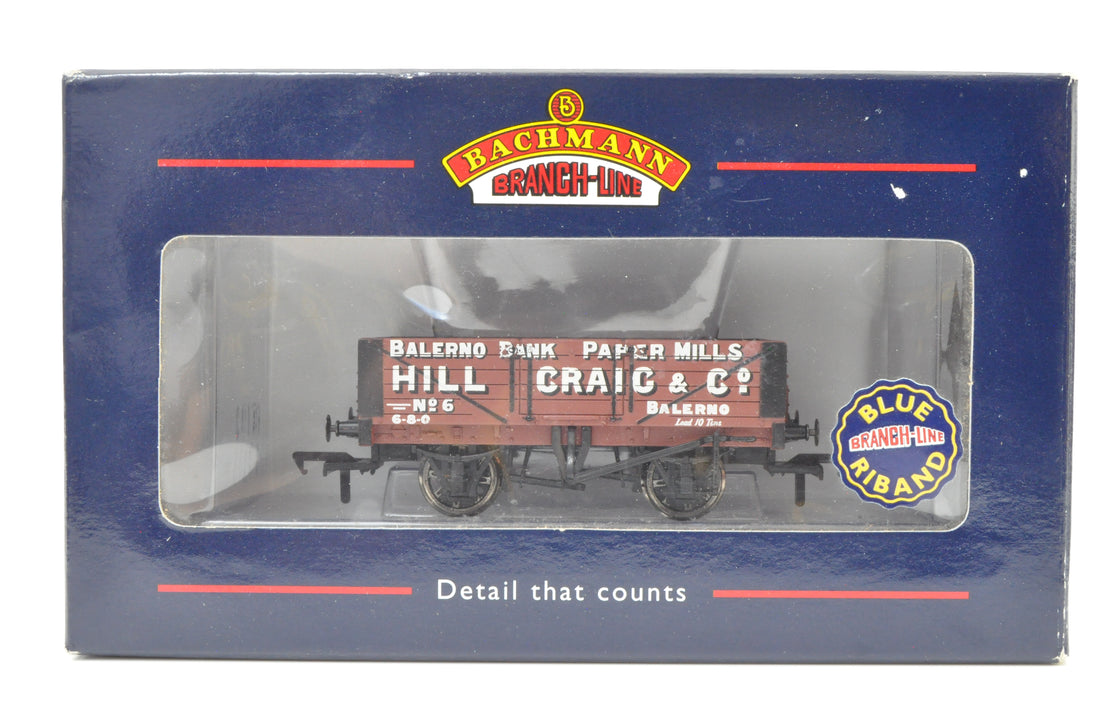 B
BACHMANN
BRANCH-LINE
BALERNO BANK PAPER MILLS
HILL CRAIG & Cº
Nº 6
BALERNO
6-8-0
Load 10 Tons
BLUE
BRANCH-LINE
RIBAND
Detail that counts